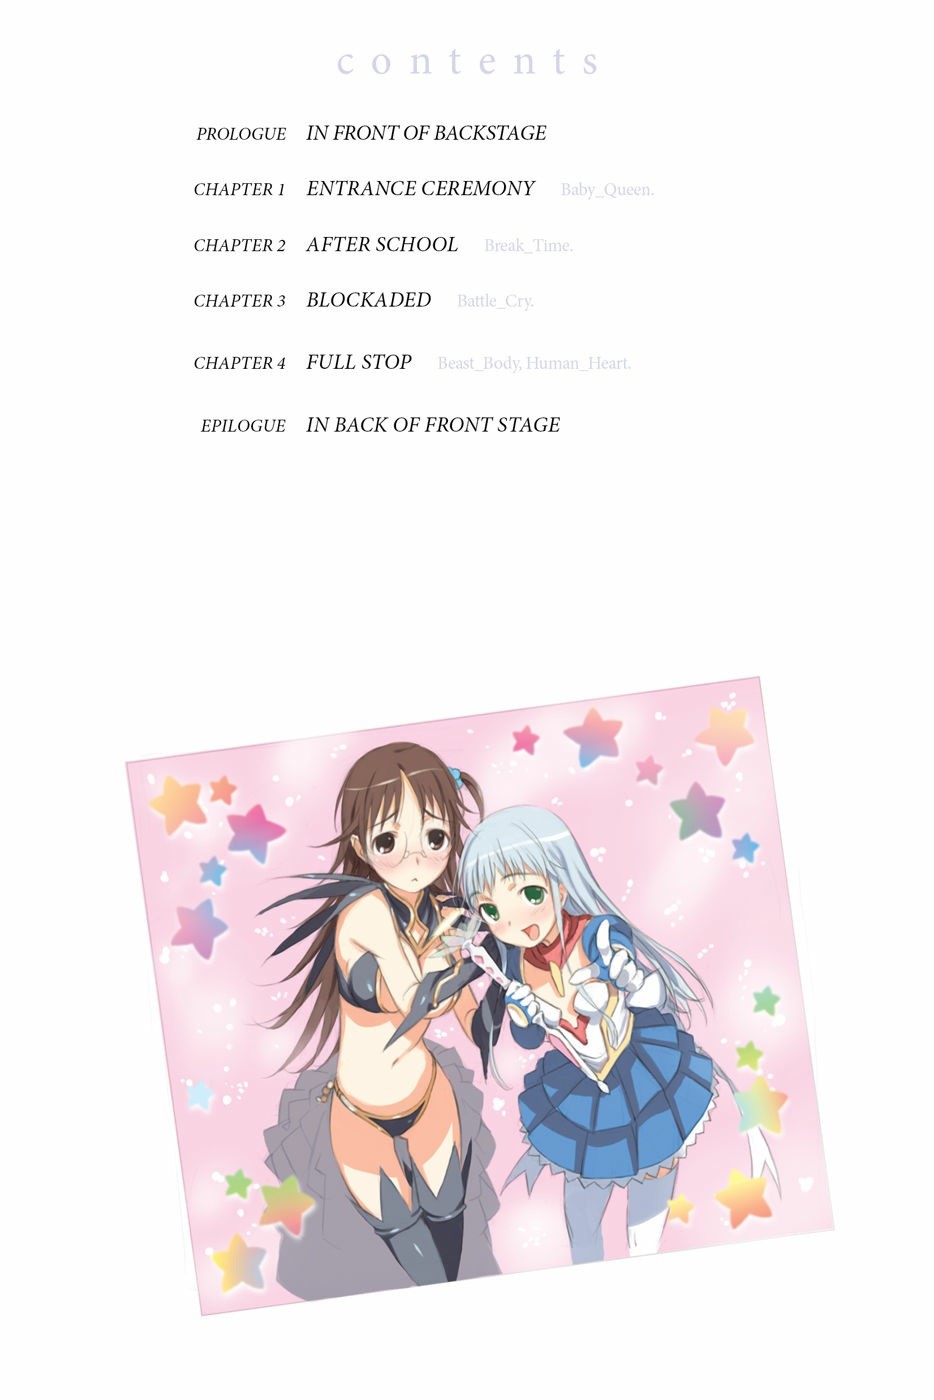 contents
PROLOGUE IN FRONT OF BACKSTAGE
CHAPTER 1 ENTRANCE CEREMONY Baby_Queen.
CHAPTER 2 AFTER SCHOOL Break_Time.
CHAPTER 3 BLOCKADED Battle_Cry.
CHAPTER 4 FULL STOP Beast_Body, Human_Heart.
EPILOGUE IN BACK OF FRONT STAGE